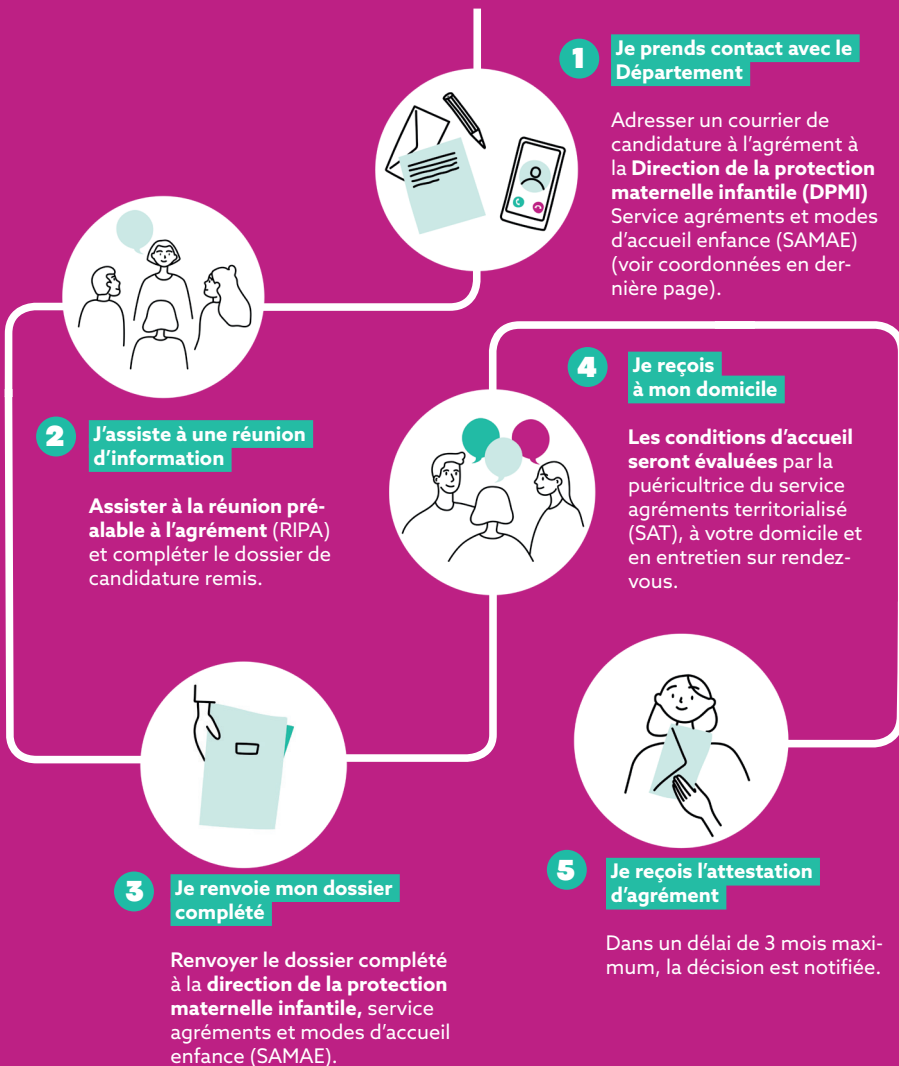 1
Je prends contact avec le
Département
Adresser un courrier de
candidature à l'agrément à
la Direction de la protection
maternelle infantile (DPMI)
Service agréments et modes
d'accueil enfance (SAMAE)
(voir coordonnées en der-
nière page).
2
J'assiste à une réunion
d'information
Assister à la réunion pré-
alable à l'agrément (RIPA)
et compléter le dossier de
candidature remis.
3
Je renvoie mon dossier
complété
Renvoyer le dossier complété
à la direction de la protection
maternelle infantile, service
agréments et modes d'accueil
enfance (SAMAE).
4
Je reçois
à mon domicile
Les conditions d'accueil
seront évaluées par la
puéricultrice du service
agréments territorialisé
(SAT), à votre domicile et
en entretien sur rendez-
vous.
5
Je reçois l'attestation
d'agrément
Dans un délai de 3 mois maxi-
mum, la décision est notifiée.